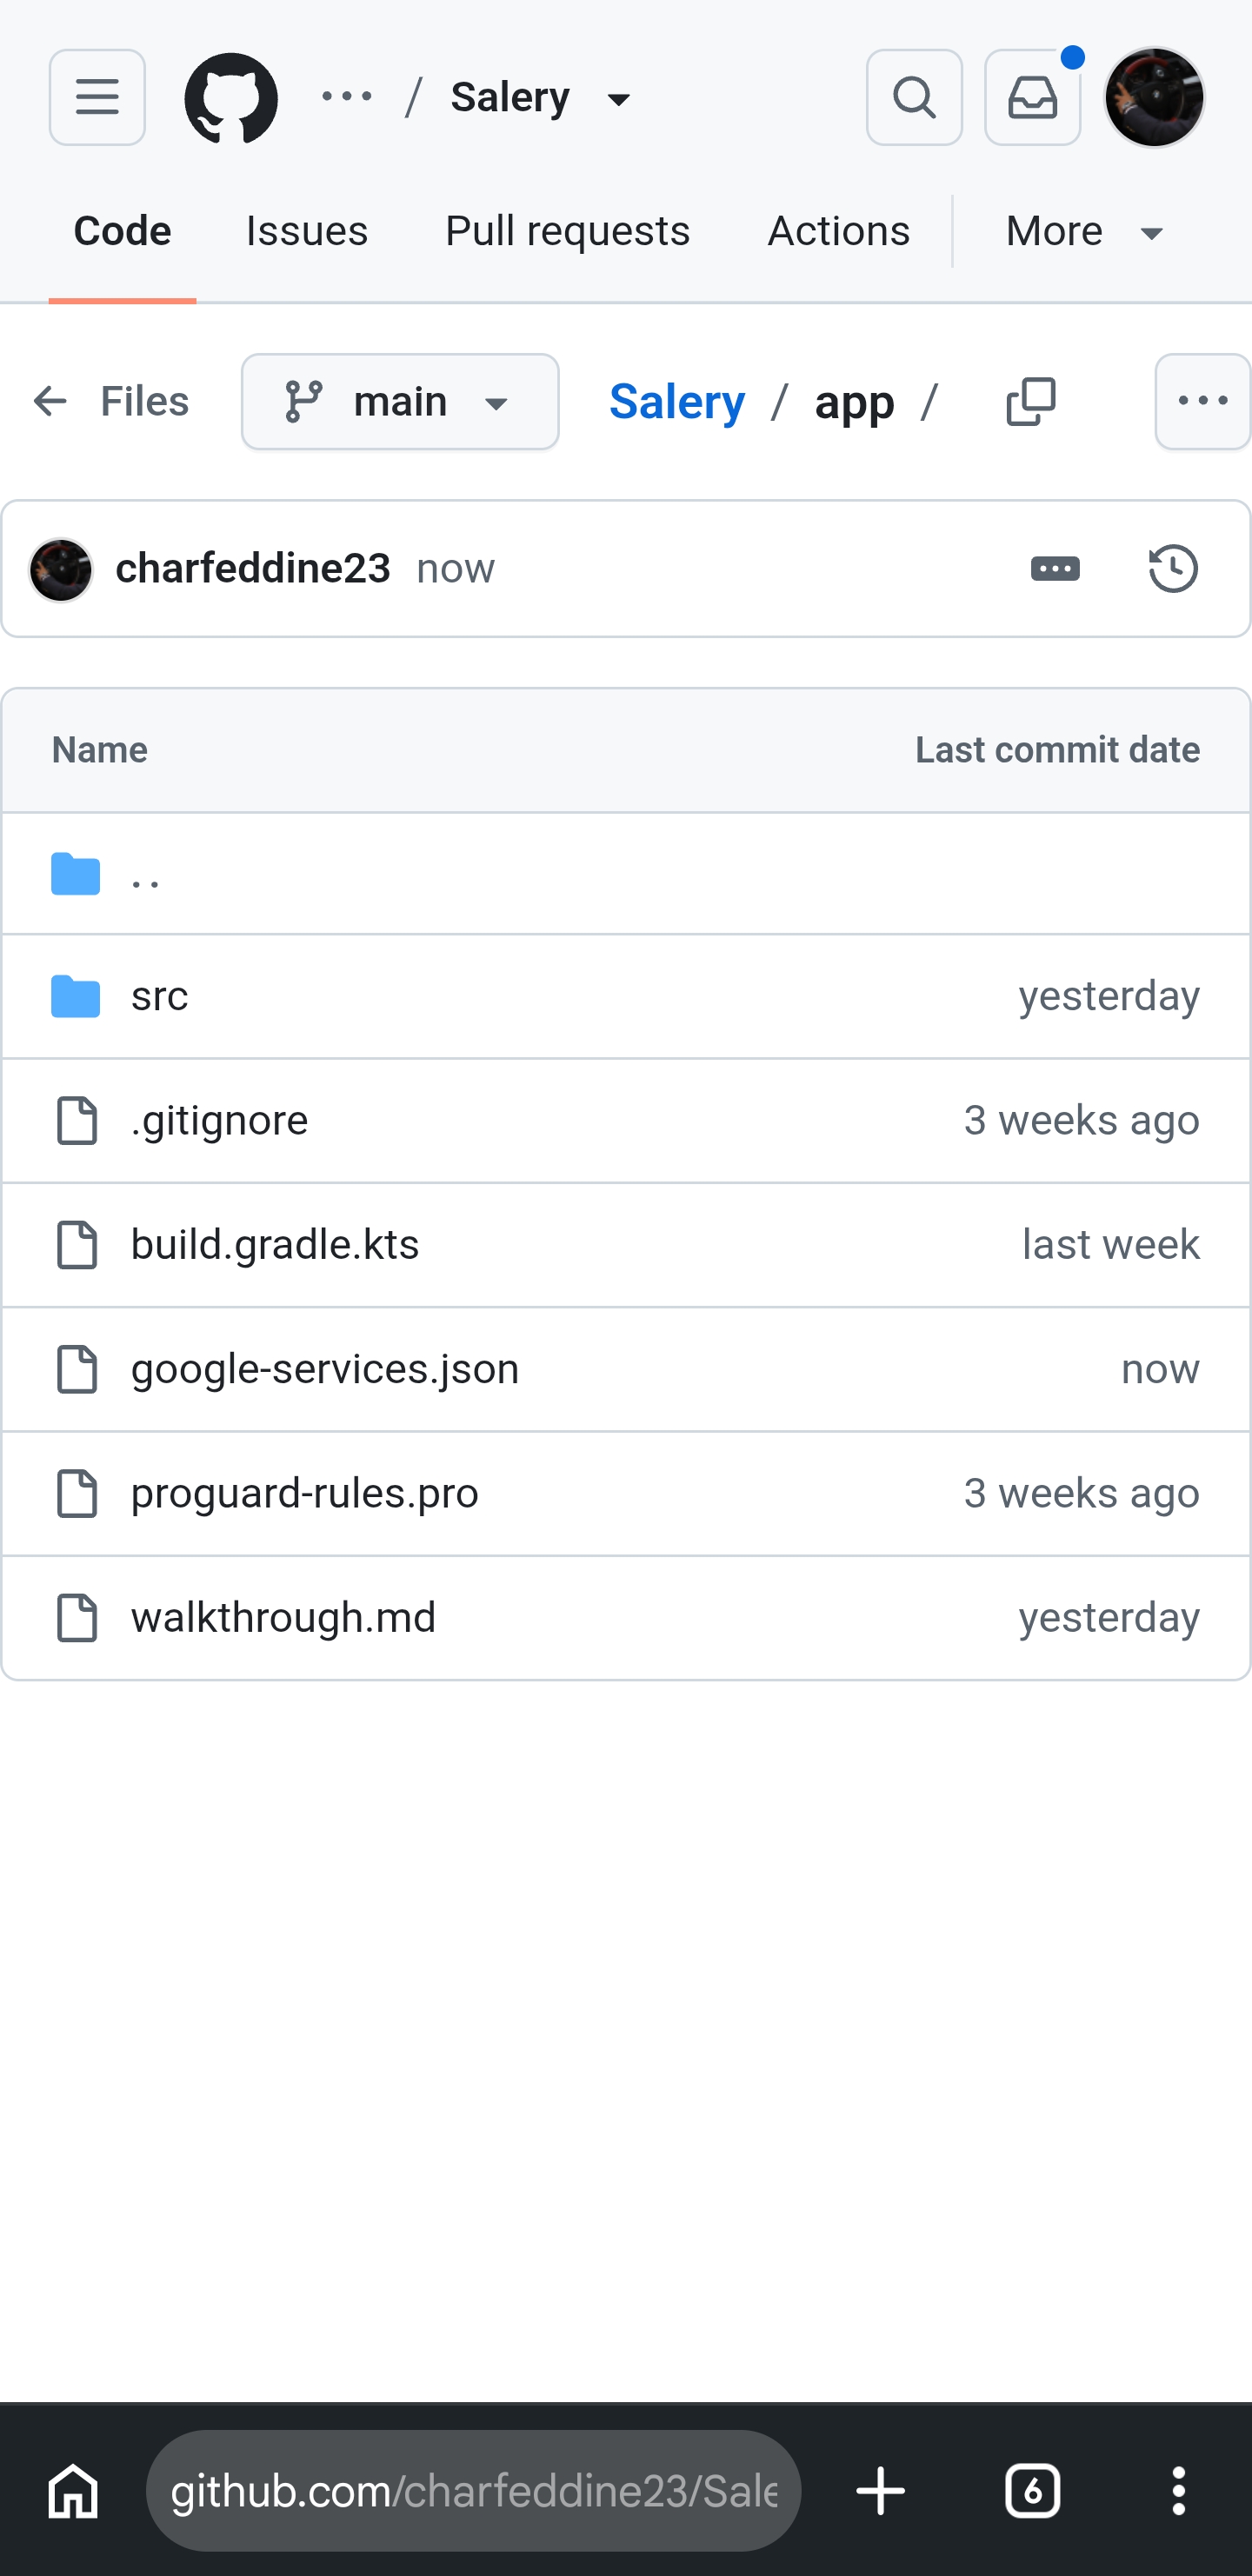 ... / Salery
Code Issues Pull requests Actions More
Files main Salery / app / ...
charfeddine23 now
Name Last commit date
..
src yesterday
.gitignore 3 weeks ago
build.gradle.kts last week
google-services.json now
proguard-rules.pro 3 weeks ago
walkthrough.md yesterday
github.com/charfeddine23/Sale 6